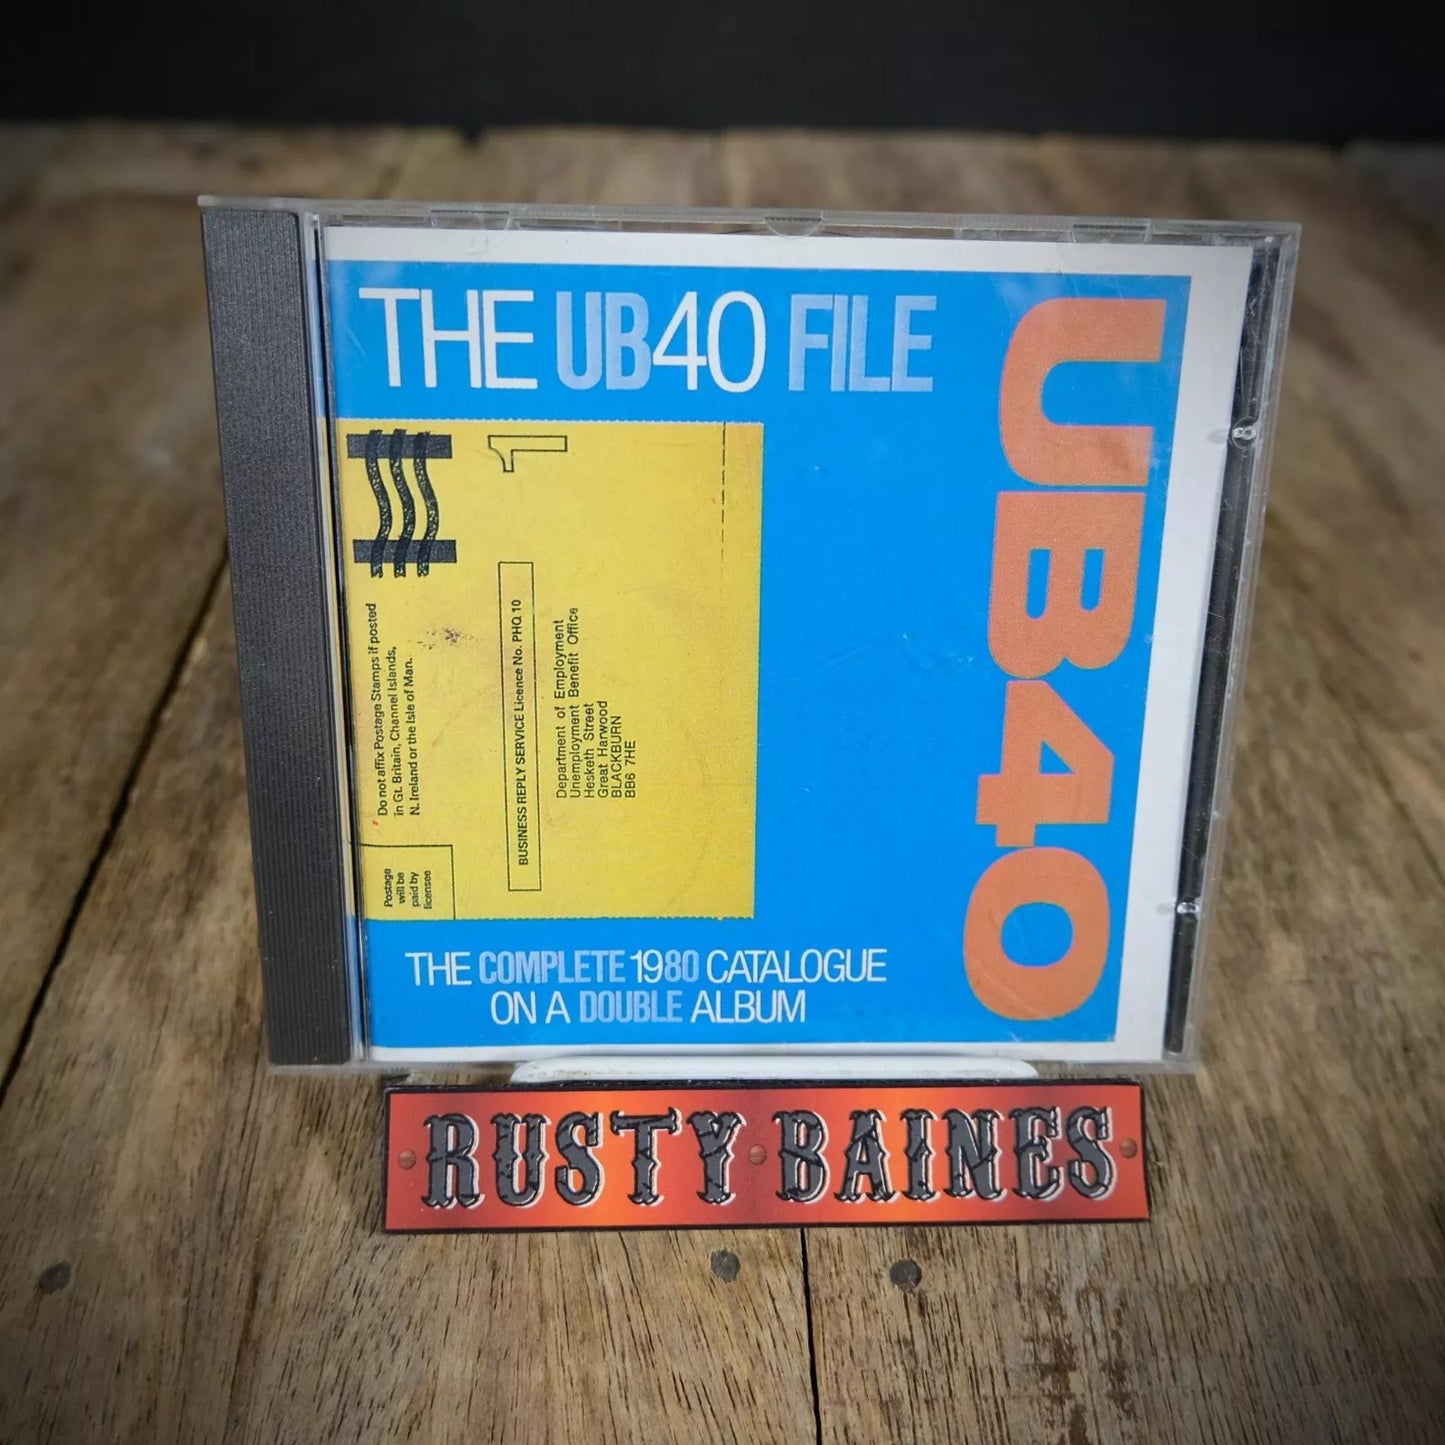 THE UB40 FILE
UB40
1
Do not affix Postage Stamps if posted
in Gt. Britain, Channel Islands,
N. Ireland or the Isle of Man.
Postage
will be
paid by
licensee
BUSINESS REPLY SERVICE Licence No. PHQ 10
Department of Employment
Unemployment Benefit Office
Hesketh Street
Great Harwood
BLACKBURN
BB6 7HE
THE COMPLETE 1980 CATALOGUE
ON A DOUBLE ALBUM
RUSTY BAINES